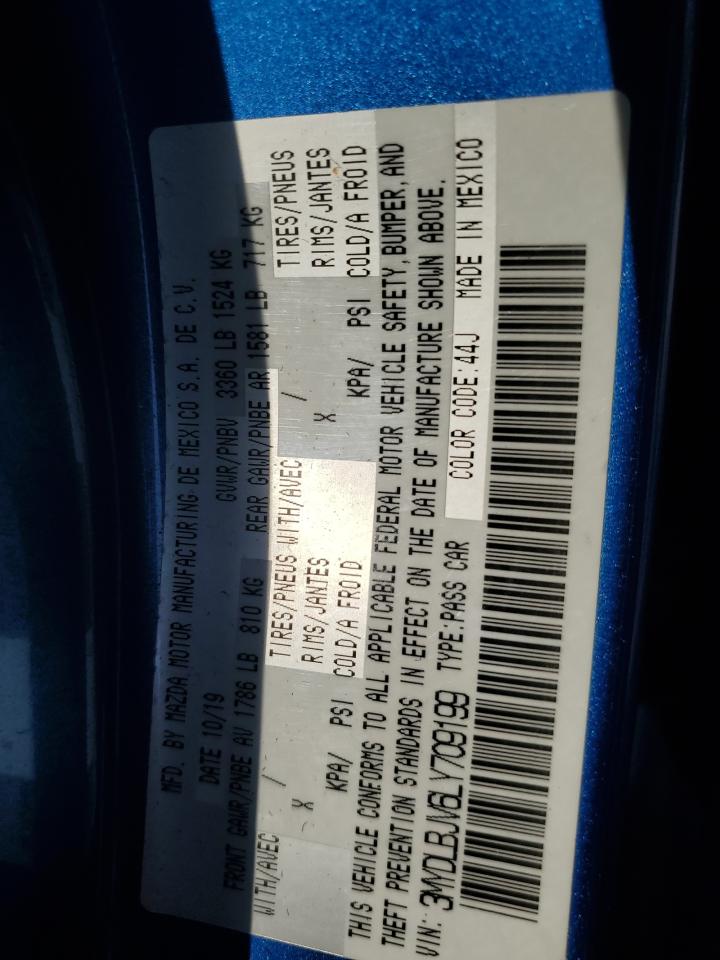 MFD. BY MAZDA MOTOR MANUFACTURING DE MEXICO S.A. DE C.V.
DATE 10/19 GVWR/PNBV 3360 LB 1524 KG
FRONT GAWR/PNBE AV 1786 LB 810 KG REAR GAWR/PNBE AR 1581 LB 717 KG
WITH/AVEC / TIRES/PNEUS WITH/AVEC / TIRES/PNEUS
X RIMS/JANTES X RIMS/JANTES
KPA/ PSI COLD/A FROID KPA/ PSI COLD/A FROID
THIS VEHICLE CONFORMS TO ALL APPLICABLE FEDERAL MOTOR VEHICLE SAFETY, BUMPER, AND
THEFT PREVENTION STANDARDS IN EFFECT ON THE DATE OF MANUFACTURE SHOWN ABOVE.
VIN: 3MYDLBJV6LY709199 TYPE:PASS CAR COLOR CODE:44J MADE IN MEXICO